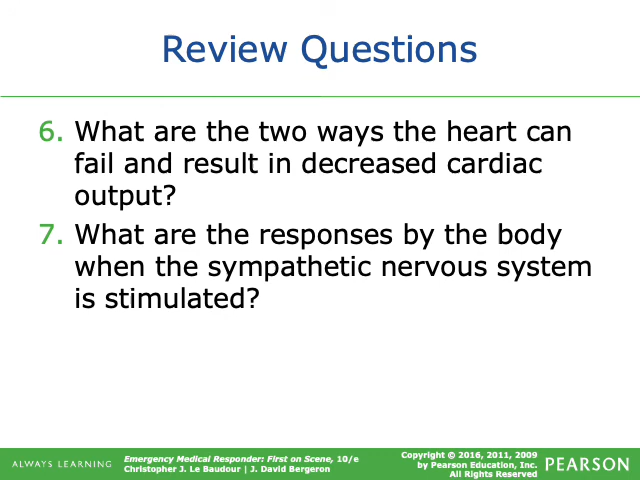 Review Questions
6. What are the two ways the heart can
fail and result in decreased cardiac
output?
7. What are the responses by the body
when the sympathetic nervous system
is stimulated?
ALWAYS LEARNING
Emergency Medical Responder: First on Scene, 10/e
Christopher J. Le Baudour | J. David Bergeron
Copyright © 2016, 2011, 2009
by Pearson Education, Inc.
All Rights Reserved
PEARSON